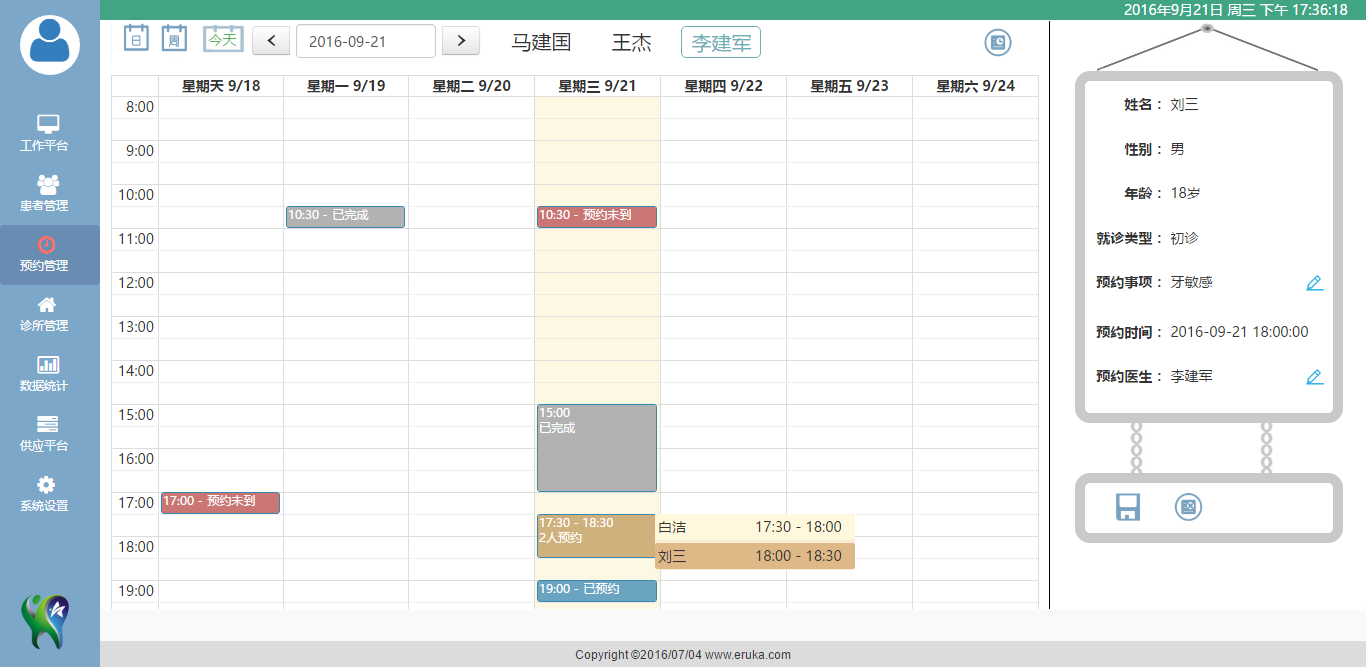 2016年9月21日 周三 下午 17:36:18
日
周
今天
2016-09-21
马建国
王杰
李建军
工作平台
患者管理
预约管理
诊所管理
数据统计
供应平台
系统设置
星期天 9/18
星期一 9/19
星期二 9/20
星期三 9/21
星期四 9/22
星期五 9/23
星期六 9/24
8:00
9:00
10:00
10:30 - 已完成
10:30 - 预约未到
11:00
12:00
13:00
14:00
15:00
15:00
已完成
16:00
17:00
17:00 - 预约未到
17:30 - 18:30
2人预约
白洁 17:30 - 18:00
18:00
刘三 18:00 - 18:30
19:00
19:00 - 已预约
姓名： 刘三
性别： 男
年龄： 18岁
就诊类型： 初诊
预约事项： 牙敏感
预约时间： 2016-09-21 18:00:00
预约医生： 李建军
Copyright ©2016/07/04 www.eruka.com